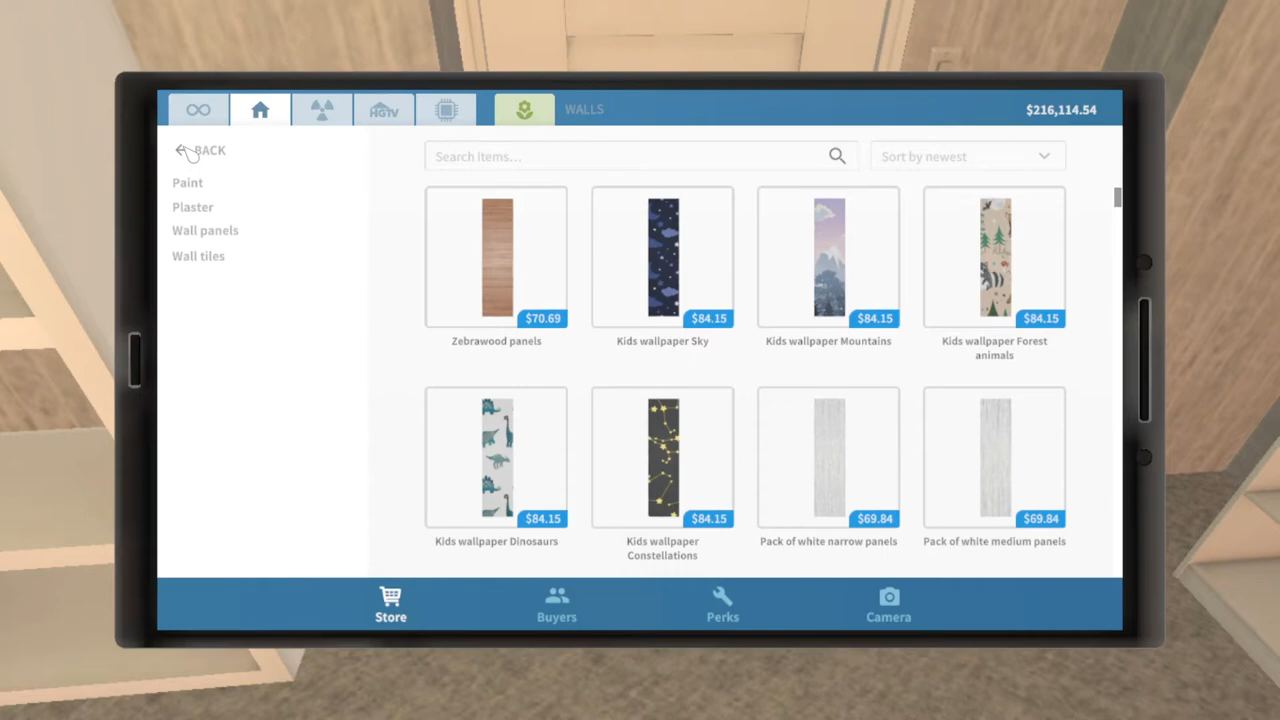 HGTV
WALLS
$216,114.54
BACK
Paint
Plaster
Wall panels
Wall tiles
Search Items...
Sort by newest
$70.69
$84.15
$84.15
$84.15
Zebrawood panels
Kids wallpaper Sky
Kids wallpaper Mountains
Kids wallpaper Forest
animals
$84.15
$84.15
$69.84
$69.84
Kids wallpaper Dinosaurs
Kids wallpaper
Constellations
Pack of white narrow panels
Pack of white medium panels
Store
Buyers
Perks
Camera